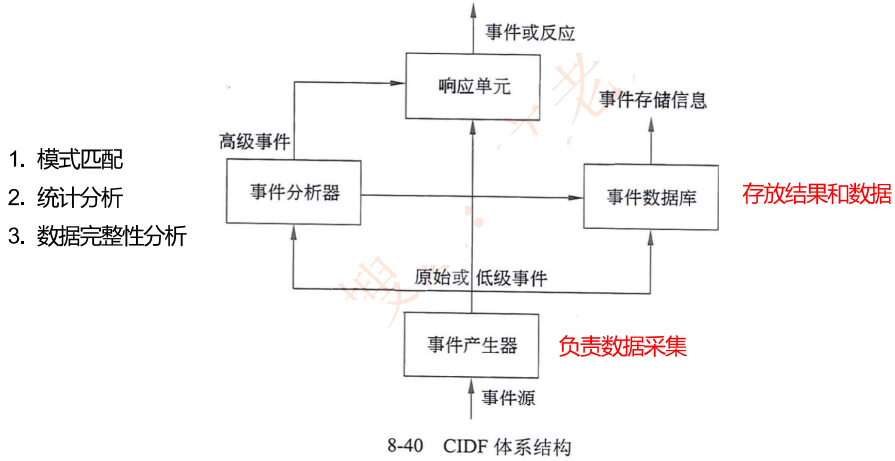 事件或反应
响应单元
事件存储信息
高级事件
1. 模式匹配
2. 统计分析
3. 数据完整性分析
事件分析器
事件数据库
存放结果和数据
原始或低级事件
事件产生器
负责数据采集
事件源
8-40 CIDF 体系结构